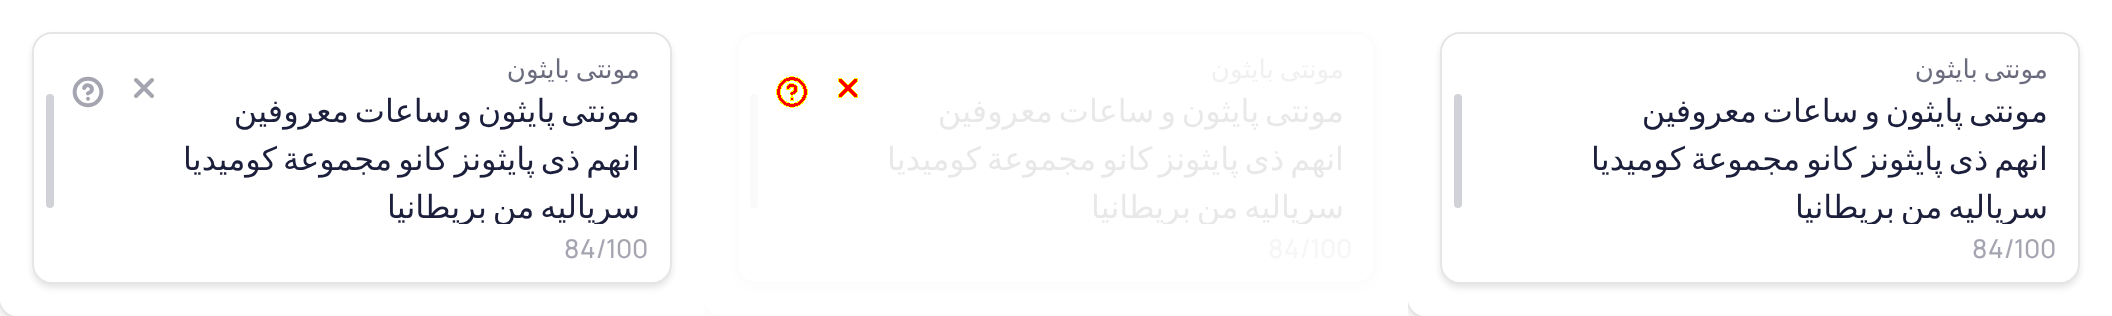 مونتى بايثون
مونتى پايثون و ساعات معروفين
انهم ذى پايثونز كانو مجموعة كوميديا
سرياليه من بريطانيا
84/100
مونتى بايثون
مونتى پايثون و ساعات معروفين
انهم ذى پايثونز كانو مجموعة كوميديا
سرياليه من بريطانيا
84/100
مونتى بايثون
مونتى پايثون و ساعات معروفين
انهم ذى پايثونز كانو مجموعة كوميديا
سرياليه من بريطانيا
84/100